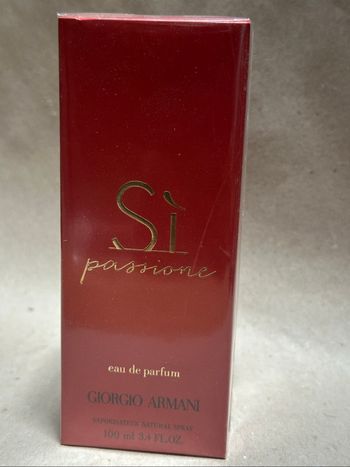 Sì
passione
eau de parfum
GIORGIO ARMANI
VAPORISATEUR NATURAL SPRAY
100 ml 3.4 FL.OZ.